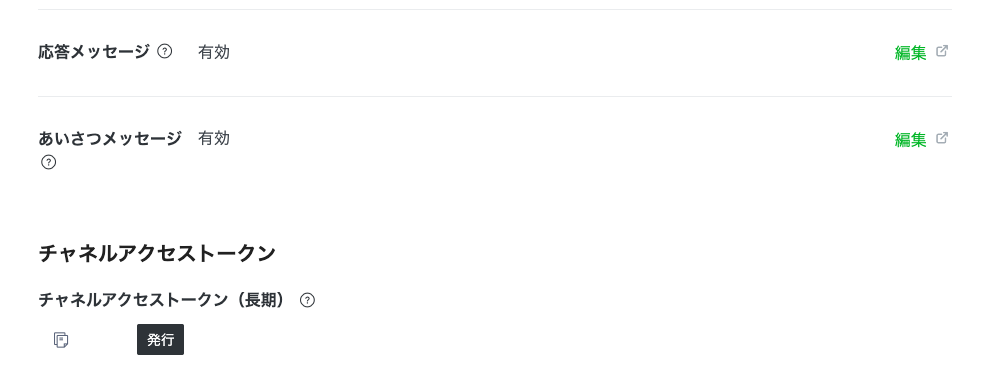 応答メッセージ ? 有効 編集
あいさつメッセージ 有効 編集
?
チャネルアクセストークン
チャネルアクセストークン（長期） ?
発行